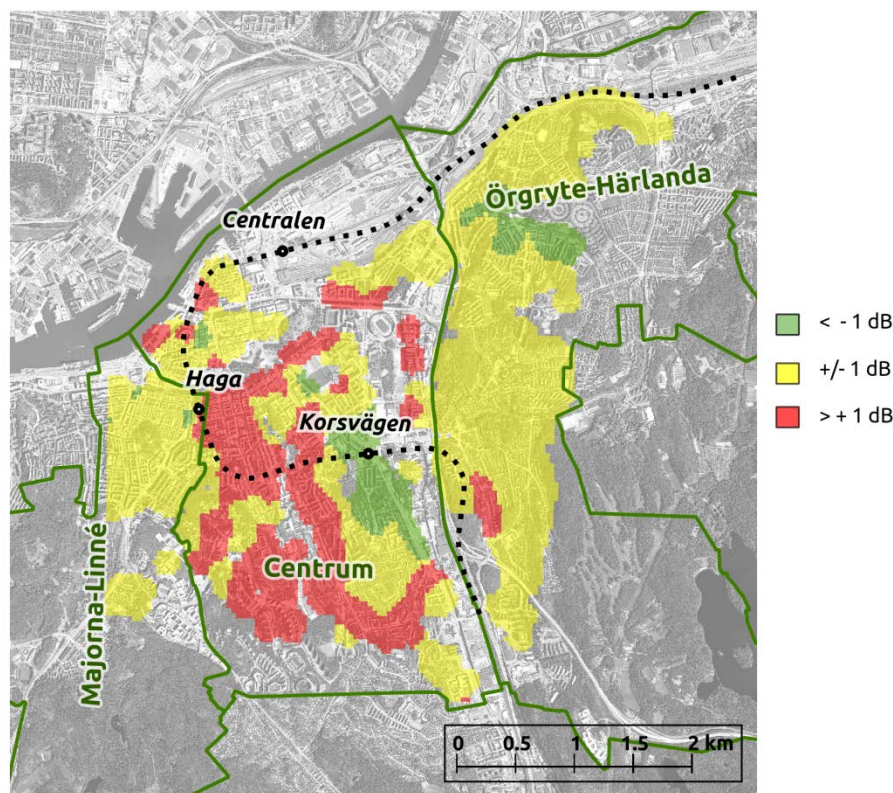 Örgryte-Härlanda
Centralen
Haga
Korsvägen
Centrum
Majorna-Linné
< - 1 dB
+/- 1 dB
> + 1 dB
0 0.5 1 1.5 2 km